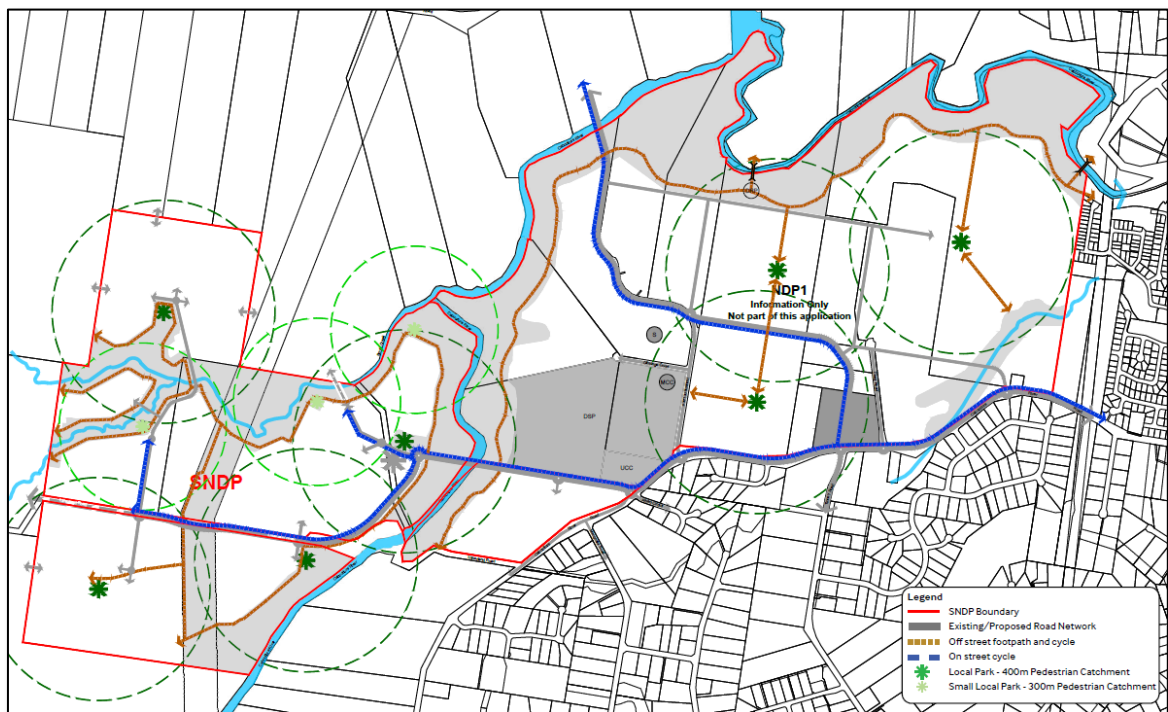 NDP1
Information Only
Not part of this application
S
MCC
DSP
UCC
SNDP
Legend
SNDP Boundary
Existing/Proposed Road Network
Off street footpath and cycle
On street cycle
Local Park - 400m Pedestrian Catchment
Small Local Park - 300m Pedestrian Catchment